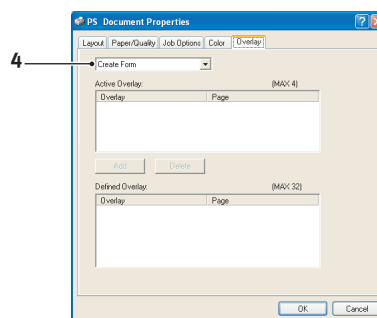 PS Document Properties
Layout Paper/Quality Job Options Color Overlay
4 Create Form
Active Overlay: (MAX 4)
Overlay Page
Add Delete
Defined Overlay: (MAX 32)
Overlay Page
OK Cancel